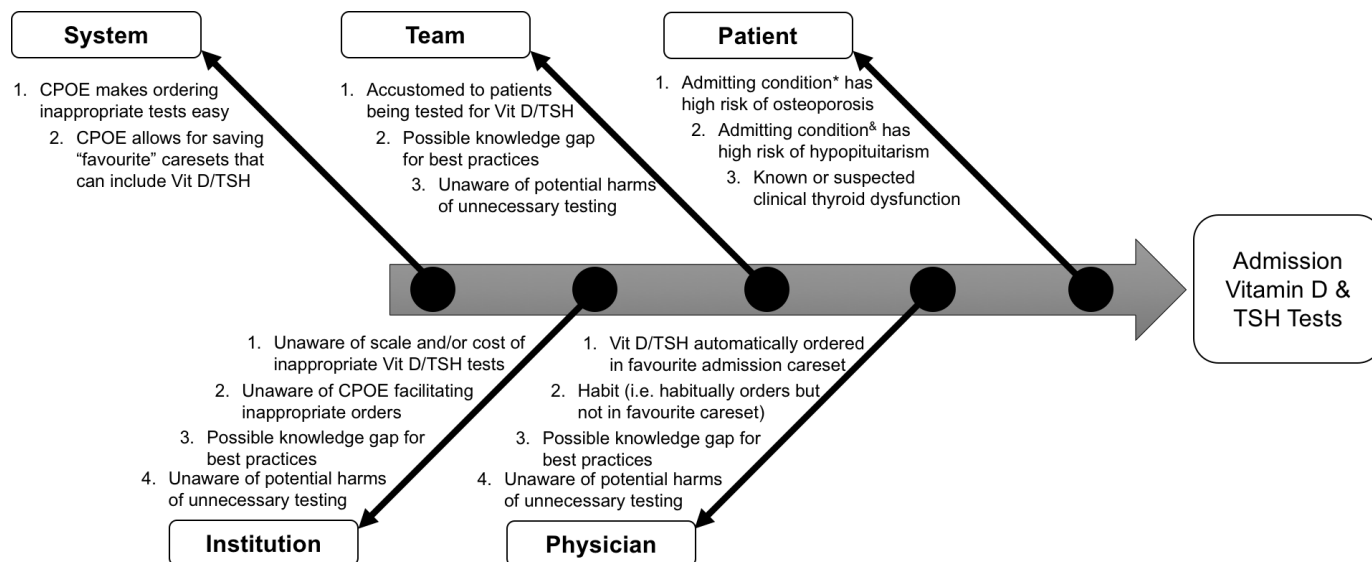 System
1. CPOE makes ordering
inappropriate tests easy
2. CPOE allows for saving
“favourite” caresets that
can include Vit D/TSH
Team
1. Accustomed to patients
being tested for Vit D/TSH
2. Possible knowledge gap
for best practices
3. Unaware of potential harms
of unnecessary testing
Patient
1. Admitting condition* has
high risk of osteoporosis
2. Admitting condition& has
high risk of hypopituitarism
3. Known or suspected
clinical thyroid dysfunction
Admission
Vitamin D &
TSH Tests
1. Unaware of scale and/or cost of
inappropriate Vit D/TSH tests
2. Unaware of CPOE facilitating
inappropriate orders
3. Possible knowledge gap for
best practices
4. Unaware of potential harms
of unnecessary testing
Institution
1. Vit D/TSH automatically ordered
in favourite admission careset
2. Habit (i.e. habitually orders but
not in favourite careset)
3. Possible knowledge gap for
best practices
4. Unaware of potential harms
of unnecessary testing
Physician